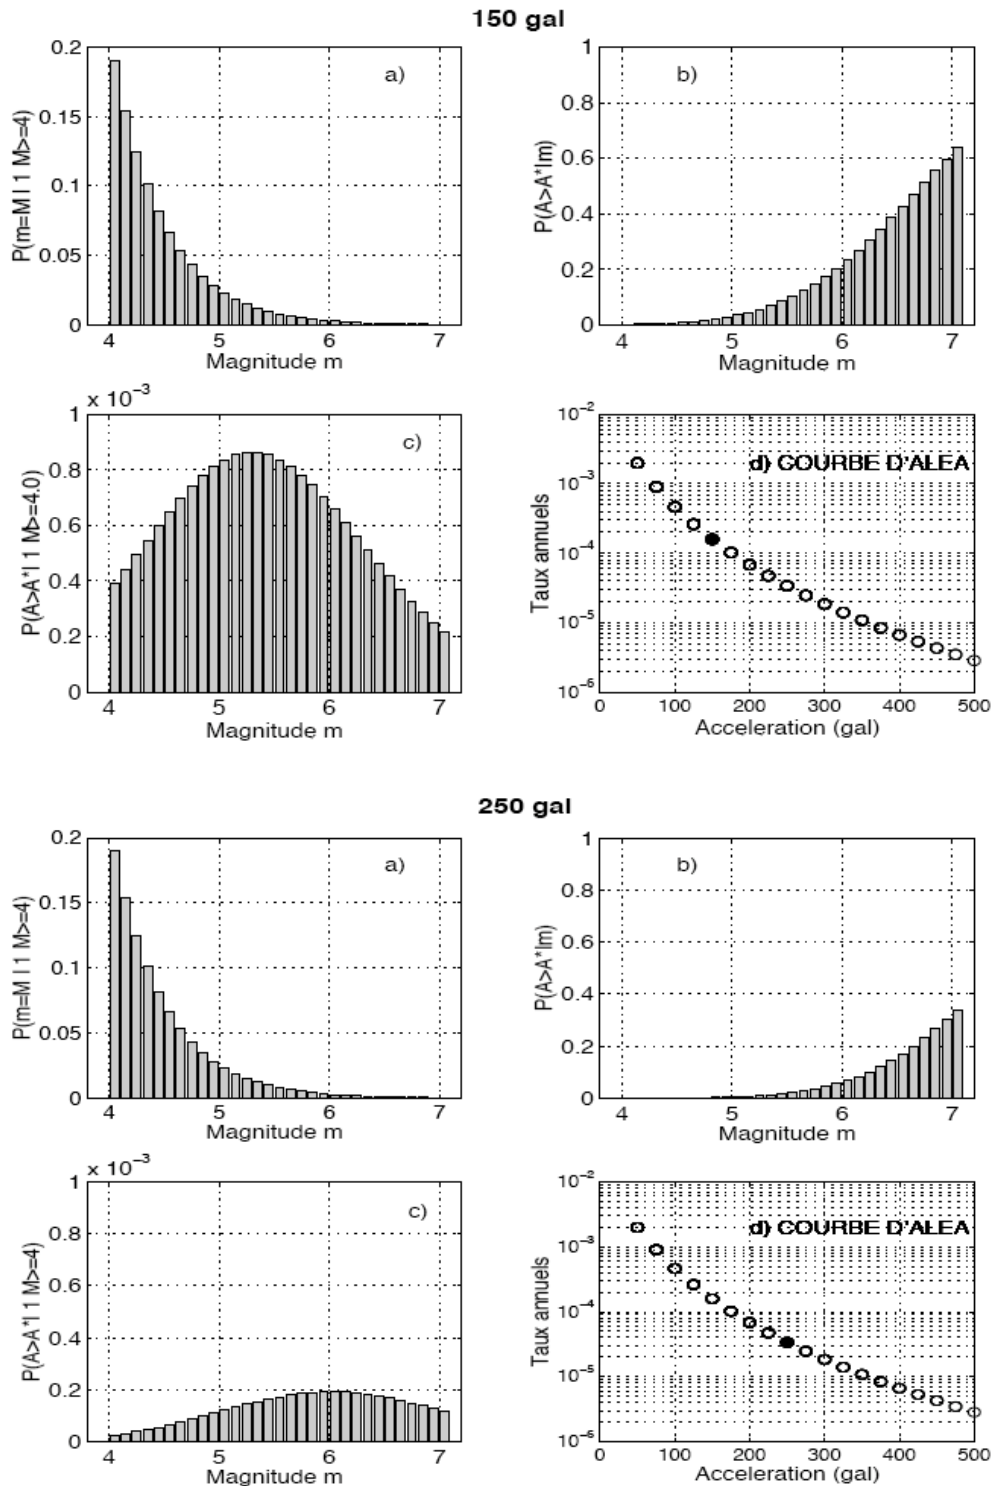 150 gal
a)
P(m=M I 1 M>=4)
0.2
0.15
0.1
0.05
0
4 5 6 7
Magnitude m
b)
P(A>A*Im)
1
0.8
0.6
0.4
0.2
0
4 5 6 7
Magnitude m
x 10^-3
c)
P(A>A*I 1 M>=4.0)
1
0.8
0.6
0.4
0.2
0
4 5 6 7
Magnitude m
d) COURBE D'ALEA
Taux annuels
10^-2
10^-3
10^-4
10^-5
10^-6
0 100 200 300 400 500
Acceleration (gal)
250 gal
a)
P(m=M I 1 M>=4)
0.2
0.15
0.1
0.05
0
4 5 6 7
Magnitude m
b)
P(A>A*Im)
1
0.8
0.6
0.4
0.2
0
4 5 6 7
Magnitude m
x 10^-3
c)
P(A>A*I 1 M>=4)
1
0.8
0.6
0.4
0.2
0
4 5 6 7
Magnitude m
d) COURBE D'ALEA
Taux annuels
10^-2
10^-3
10^-4
10^-5
10^-6
0 100 200 300 400 500
Acceleration (gal)